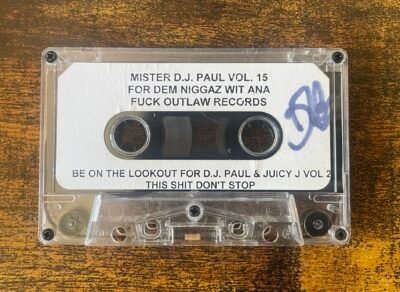 MISTER D.J. PAUL VOL. 15
FOR DEM NIGGAZ WIT ANA
FUCK OUTLAW RECORDS
BE ON THE LOOKOUT FOR D.J. PAUL & JUICY J VOL 2
THIS SHIT DON'T STOP